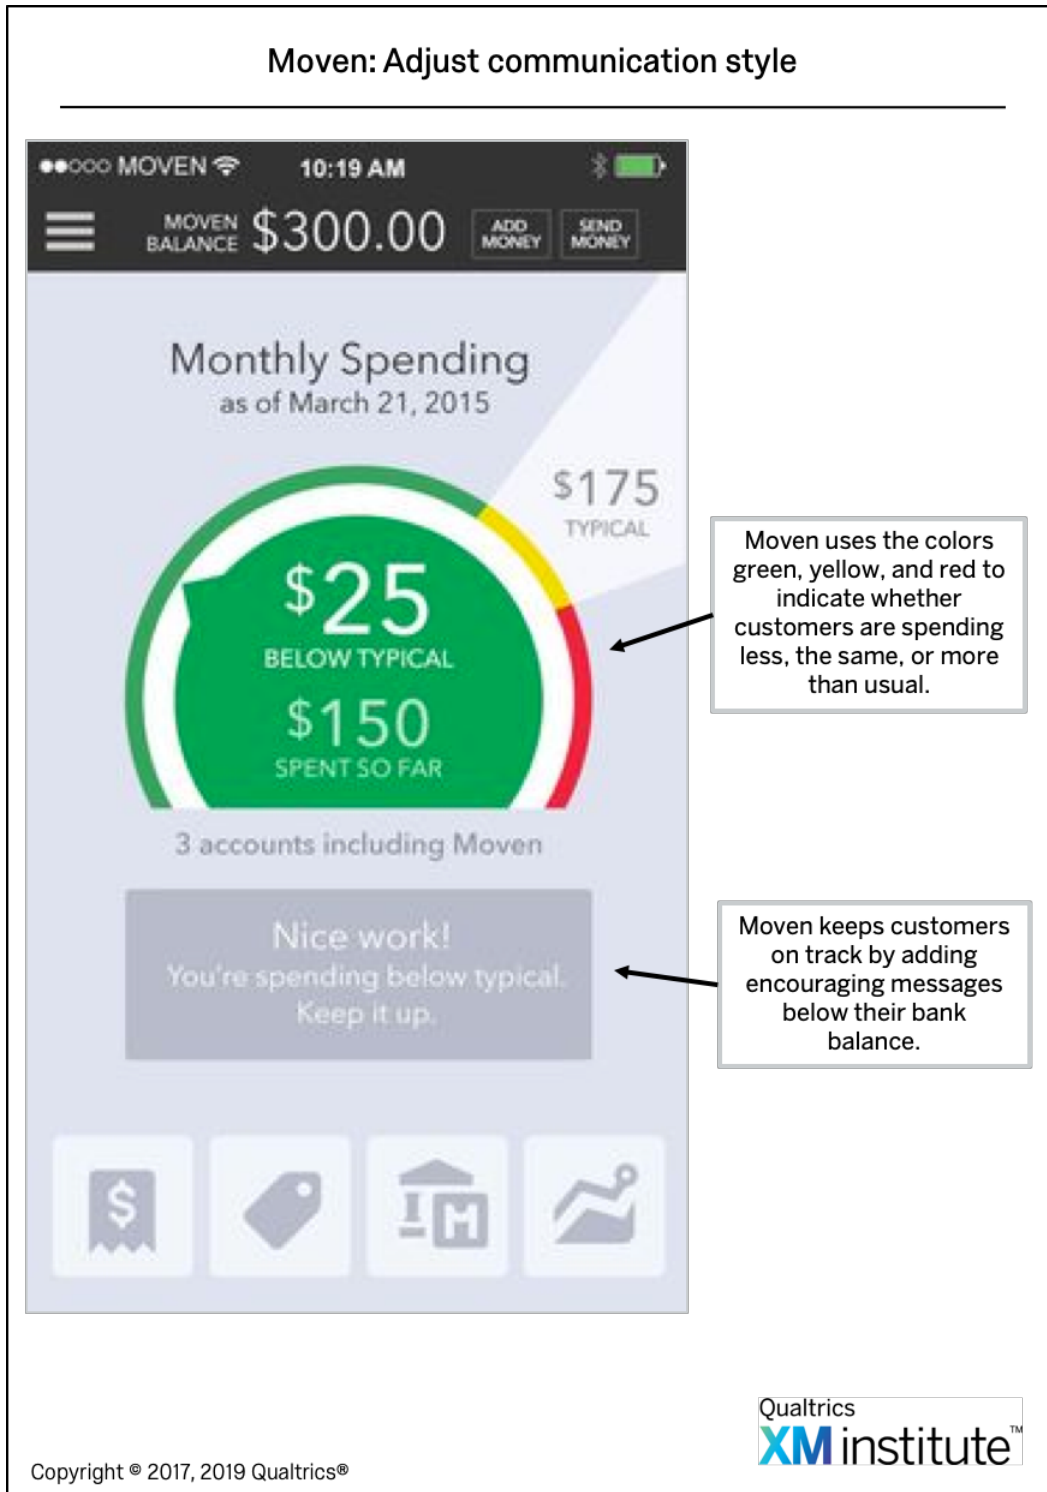 Moven: Adjust communication style
MOVEN
10:19 AM
MOVEN
BALANCE
$300.00
ADD
MONEY
SEND
MONEY
Monthly Spending
as of March 21, 2015
$175
TYPICAL
$25
BELOW TYPICAL
$150
SPENT SO FAR
3 accounts including Moven
Nice work!
You're spending below typical.
Keep it up.
$
M
Moven uses the colors
green, yellow, and red to
indicate whether
customers are spending
less, the same, or more
than usual.
Moven keeps customers
on track by adding
encouraging messages
below their bank
balance.
Copyright © 2017, 2019 Qualtrics®
Qualtrics
XM institute™